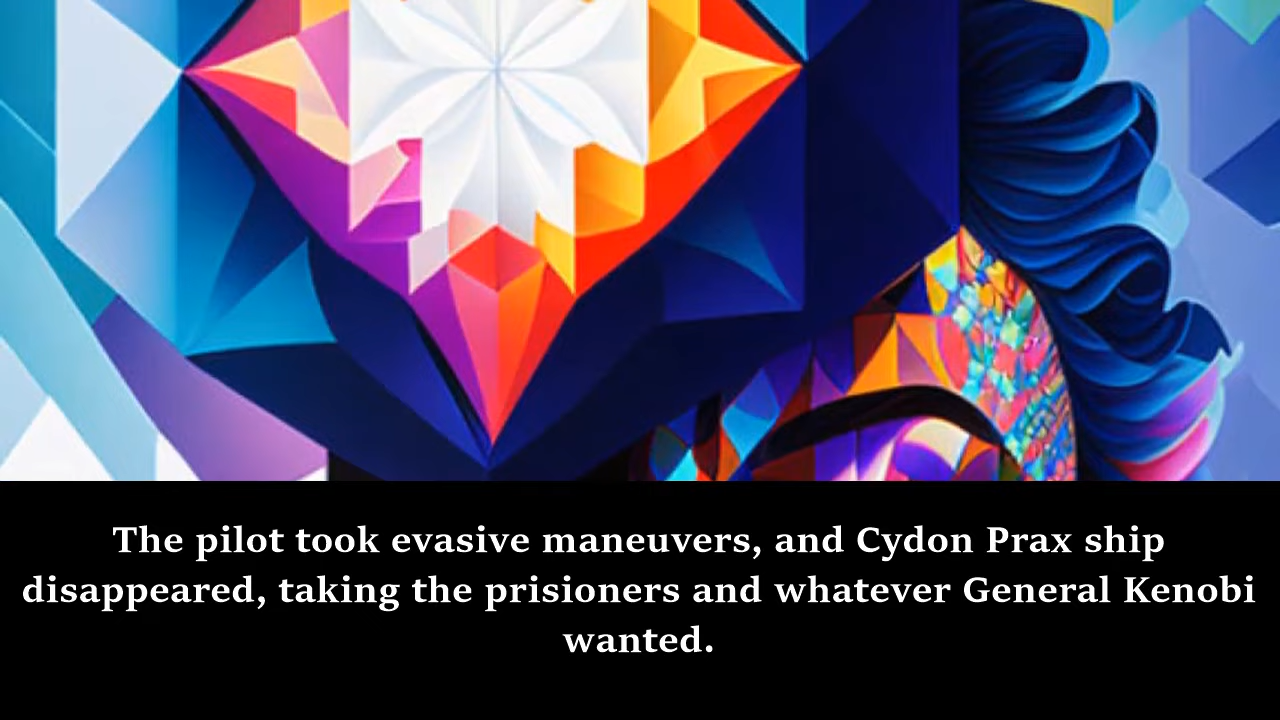 The pilot took evasive maneuvers, and Cydon Prax ship
disappeared, taking the prisioners and whatever General Kenobi
wanted.